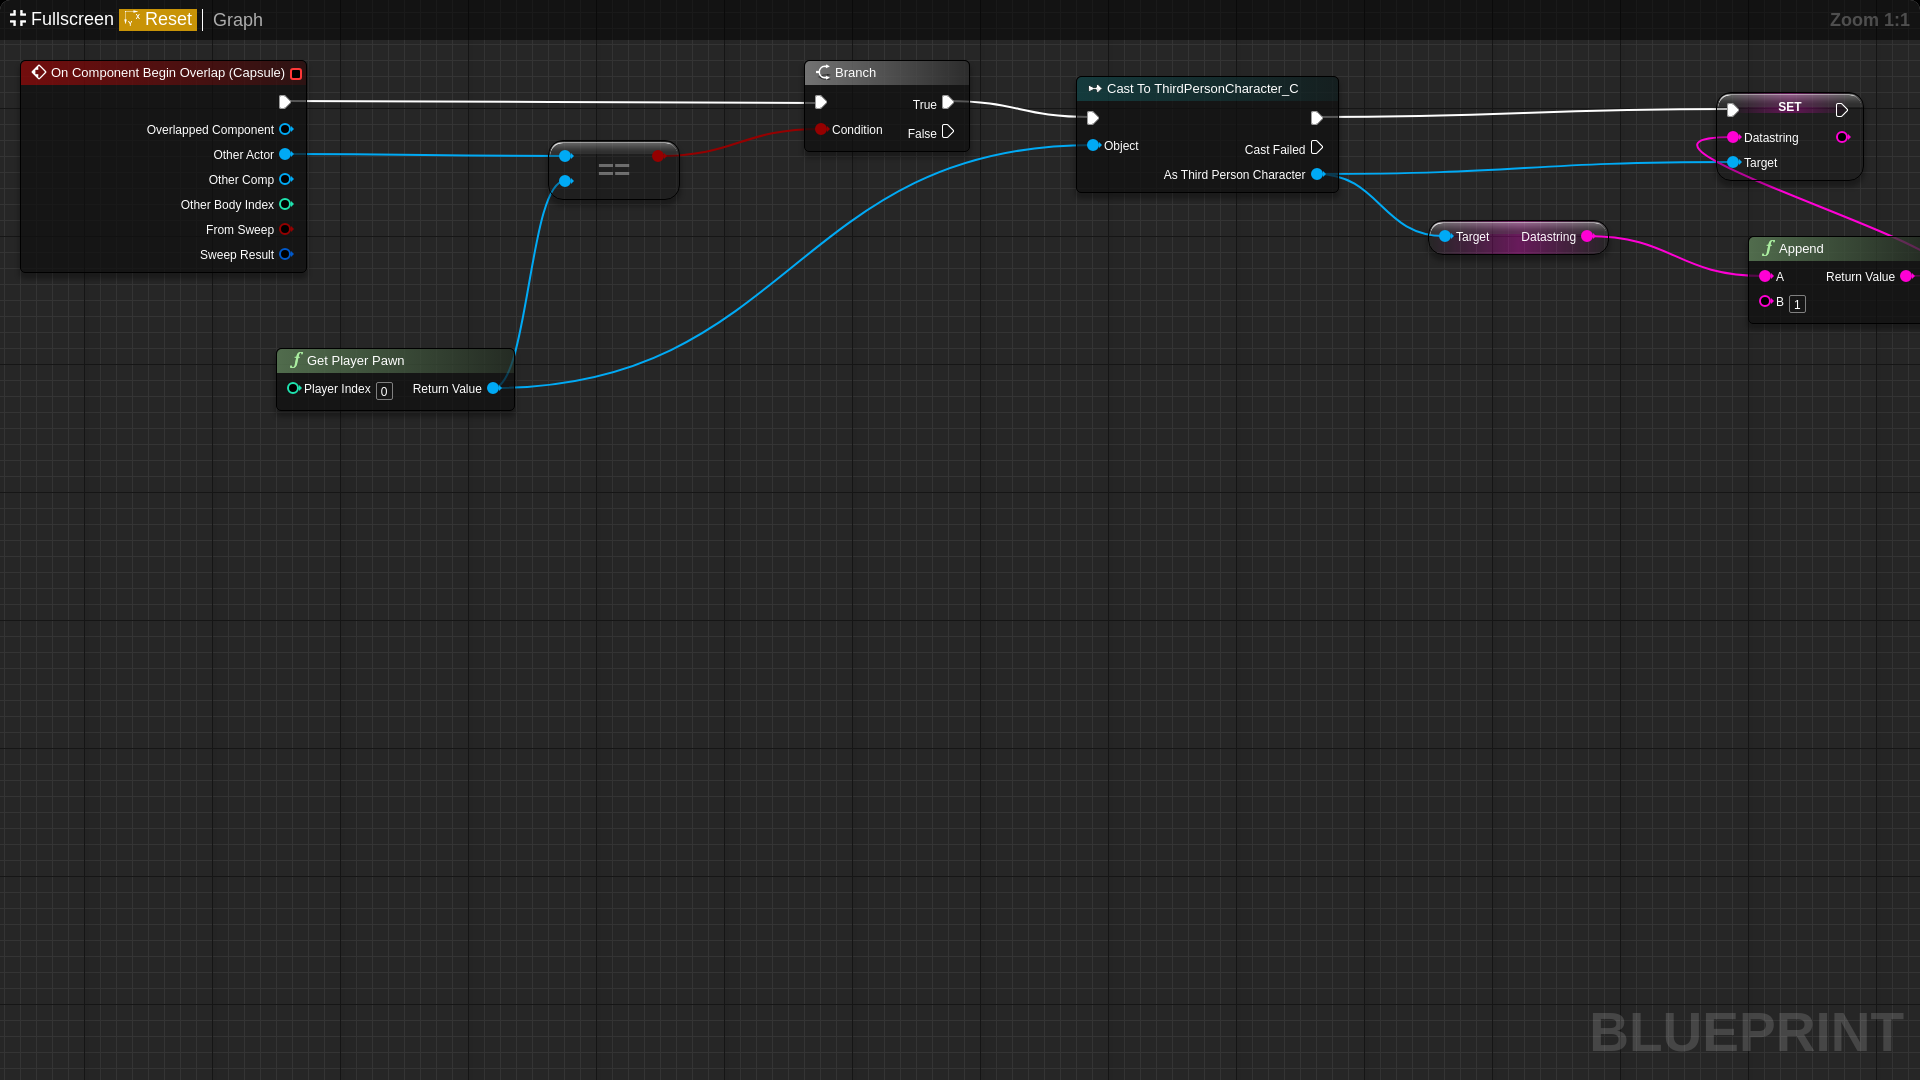 Fullscreen Reset Graph Zoom 1:1
On Component Begin Overlap (Capsule)
Overlapped Component
Other Actor
Other Comp
Other Body Index
From Sweep
Sweep Result
==
Branch
True
Condition
False
Cast To ThirdPersonCharacter_C
Object
Cast Failed
As Third Person Character
SET
Datastring
Target
Target Datastring
f Append
A Return Value
B 1
f Get Player Pawn
Player Index 0 Return Value
BLUEPRINT